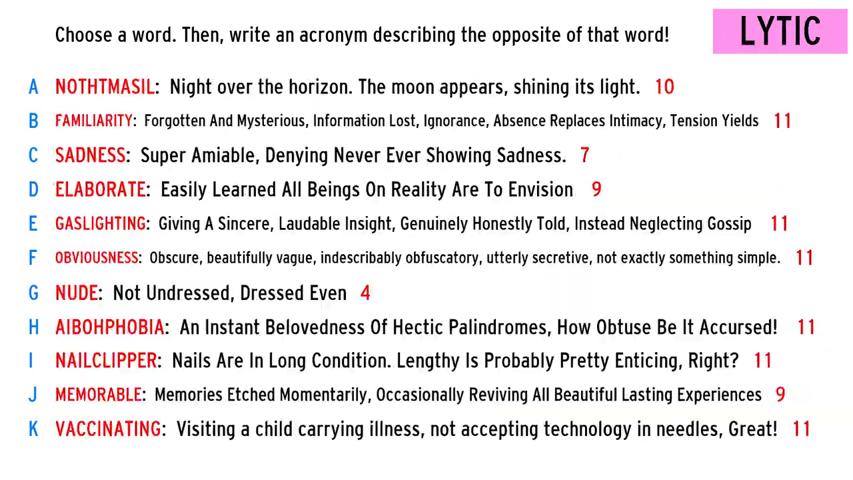 Choose a word. Then, write an acronym describing the opposite of that word!
LYTIC
A NOTHTMASIL: Night over the horizon. The moon appears, shining its light. 10
B FAMILIARITY: Forgotten And Mysterious, Information Lost, Ignorance, Absence Replaces Intimacy, Tension Yields 11
C SADNESS: Super Amiable, Denying Never Ever Showing Sadness. 7
D ELABORATE: Easily Learned All Beings On Reality Are To Envision 9
E GASLIGHTING: Giving A Sincere, Laudable Insight, Genuinely Honestly Told, Instead Neglecting Gossip 11
F OBVIOUSNESS: Obscure, beautifully vague, indescribably obfuscatory, utterly secretive, not exactly something simple. 11
G NUDE: Not Undressed, Dressed Even 4
H AIBOHPHOBIA: An Instant Belovedness Of Hectic Palindromes, How Obtuse Be It Accursed! 11
I NAILCLIPPER: Nails Are In Long Condition. Lengthy Is Probably Pretty Enticing, Right? 11
J MEMORABLE: Memories Etched Momentarily, Occasionally Reviving All Beautiful Lasting Experiences 9
K VACCINATING: Visiting a child carrying illness, not accepting technology in needles, Great! 11